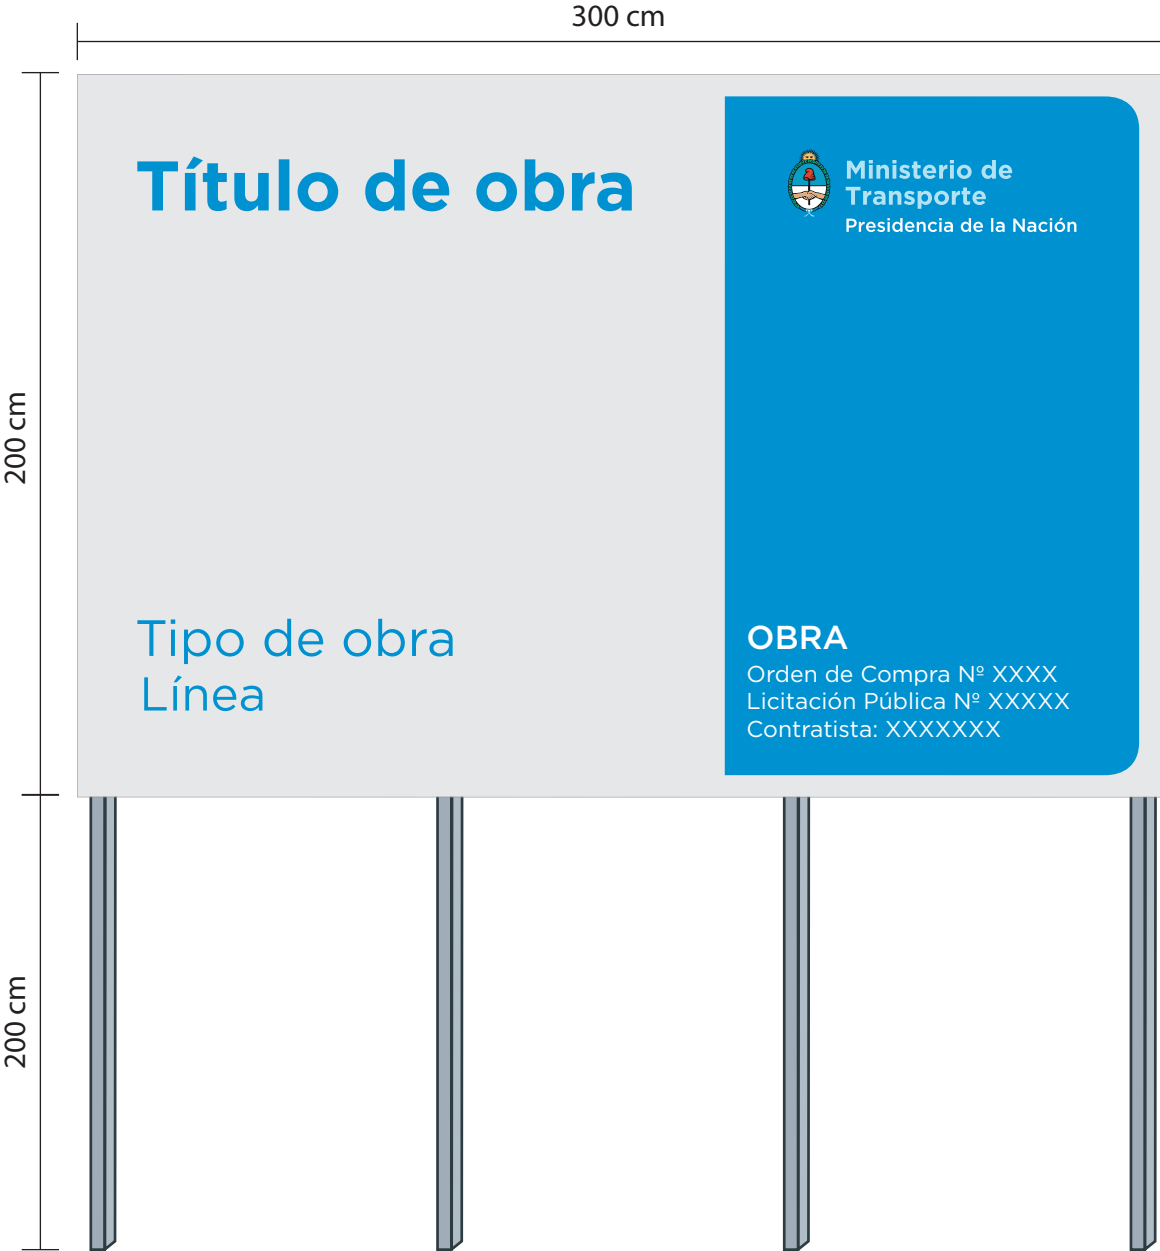 300 cm
200 cm
Título de obra
Ministerio de
Transporte
Presidencia de la Nación
Tipo de obra
Línea
OBRA
Orden de Compra Nº XXXX
Licitación Pública Nº XXXXX
Contratista: XXXXXXX
200 cm